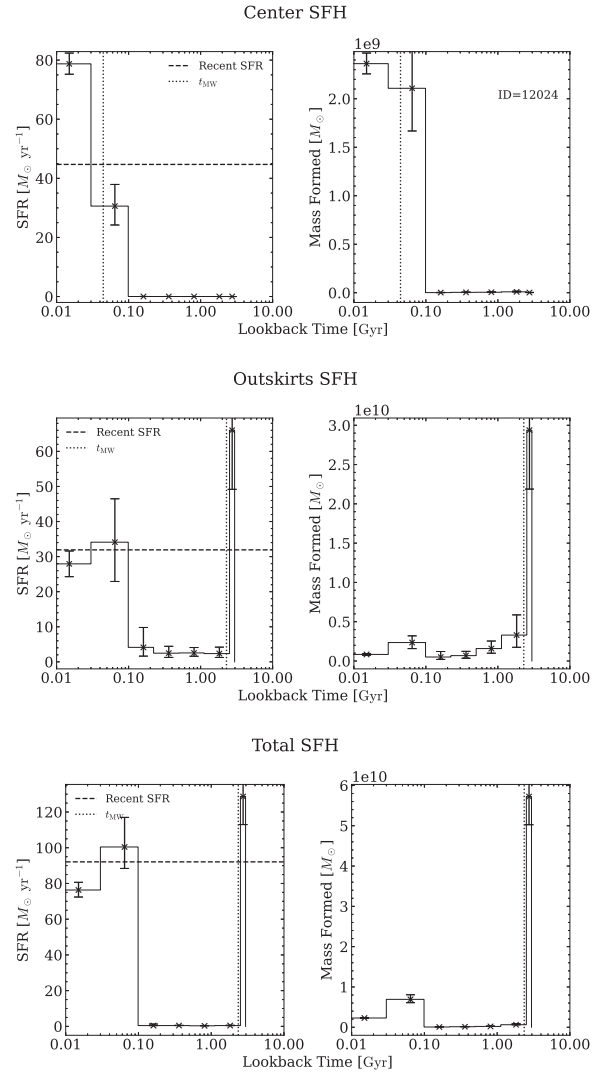 Center SFH
1e9
80
60
40
20
0
SFR [M⊙ yr−1]
Recent SFR
tMW
0.01 0.10 1.00 10.00
2.0
1.5
1.0
0.5
0.0
Mass Formed [M⊙]
ID=12024
0.01 0.10 1.00 10.00
Lookback Time [Gyr]
Outskirts SFH
1e10
60
50
40
30
20
10
0
SFR [M⊙ yr−1]
Recent SFR
tMW
0.01 0.10 1.00 10.00
3.0
2.5
2.0
1.5
1.0
0.5
0.0
Mass Formed [M⊙]
0.01 0.10 1.00 10.00
Lookback Time [Gyr]
Total SFH
1e10
120
100
80
60
40
20
0
SFR [M⊙ yr−1]
Recent SFR
tMW
0.01 0.10 1.00 10.00
6
5
4
3
2
1
0
Mass Formed [M⊙]
0.01 0.10 1.00 10.00
Lookback Time [Gyr]